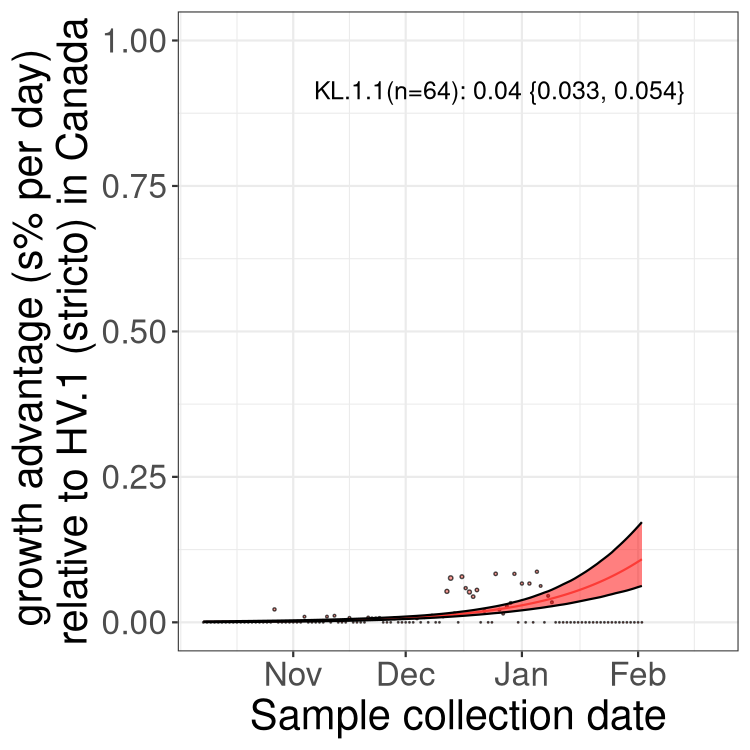 growth advantage (s% per day)
relative to HV.1 (stricto) in Canada
1.00
0.75
0.50
0.25
0.00
KL.1.1(n=64): 0.04 {0.033, 0.054}
Nov Dec Jan Feb
Sample collection date